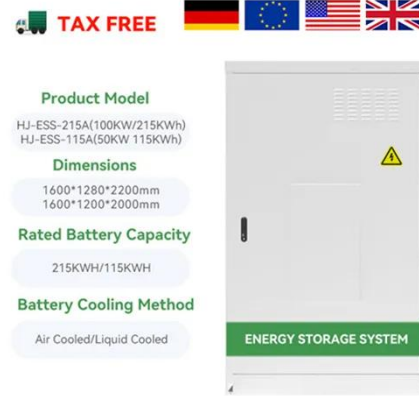 TAX FREE
Product Model
HJ-ESS-215A(100KW/215KWh)
HJ-ESS-115A(50KW 115KWh)
Dimensions
1600*1280*2200mm
1600*1200*2000mm
Rated Battery Capacity
215KWH/115KWH
Battery Cooling Method
Air Cooled/Liquid Cooled
ENERGY STORAGE SYSTEM